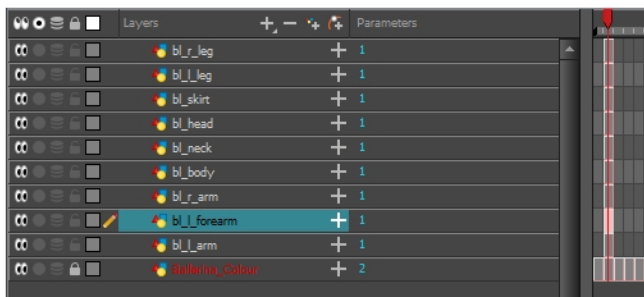 Layers Parameters
bl_r_leg 1
bl_l_leg 1
bl_skirt 1
bl_head 1
bl_neck 1
bl_body 1
bl_r_arm 1
bl_l_forearm 1
bl_l_arm 1
Ballerina_Colour 2